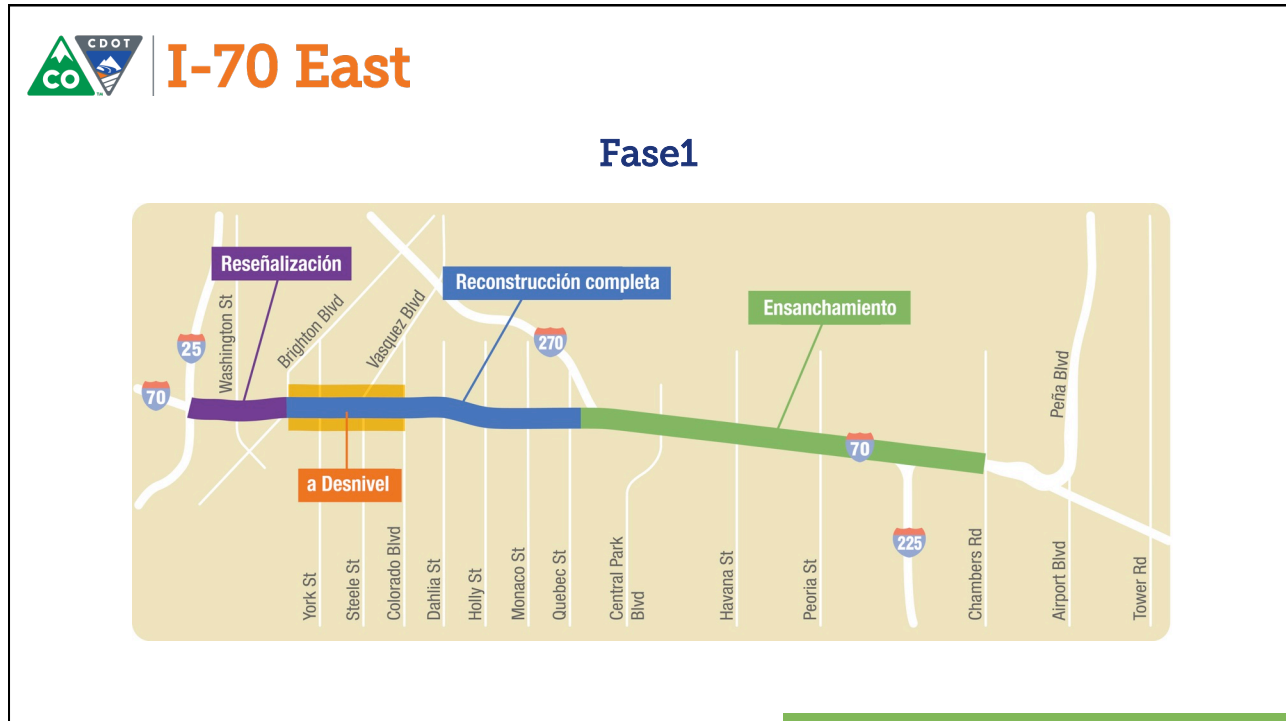 CDOT
CO
TM
I-70 East
Fase1
Reseñalización
Reconstrucción completa
Ensanchamiento
a Desnivel
25
70
270
70
225
Washington St
Brighton Blvd
Vasquez Blvd
Peña Blvd
York St
Steele St
Colorado Blvd
Dahlia St
Holly St
Monaco St
Quebec St
Central Park
Blvd
Havana St
Peoria St
Chambers Rd
Airport Blvd
Tower Rd